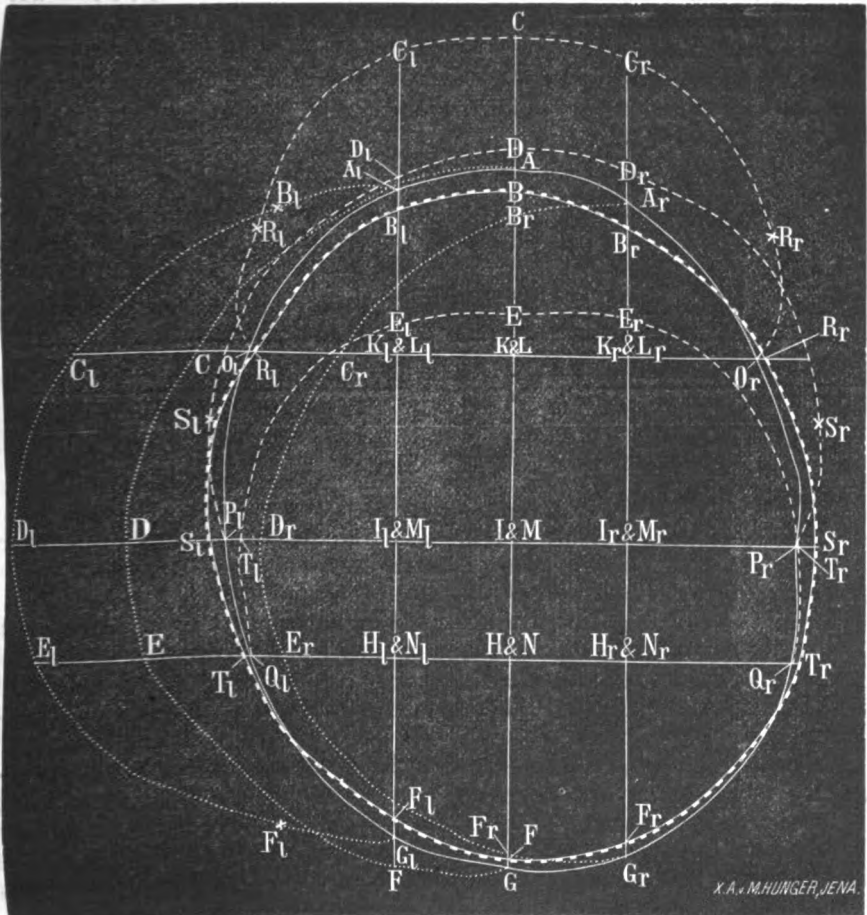 C
Cl Cr
Dl D Dr
Al A Ar
Bl B
Rl Bl Br Br Rr
El E Er
Rr
Cl C Ol Rl Cr Kl&Ll K&L Kr&Lr Or
Sl Sr
Dl D Sl Pl Dr Il&Ml I&M Ir&Mr Pr Sr
Tl Tr
El E Er Hl&Nl H&N Hr&Nr
Tl Ql Qr Tr
Fl Fr
Fl Fr F
Gl
F G Gr
X.A.v.M.HUNGER, JENA.